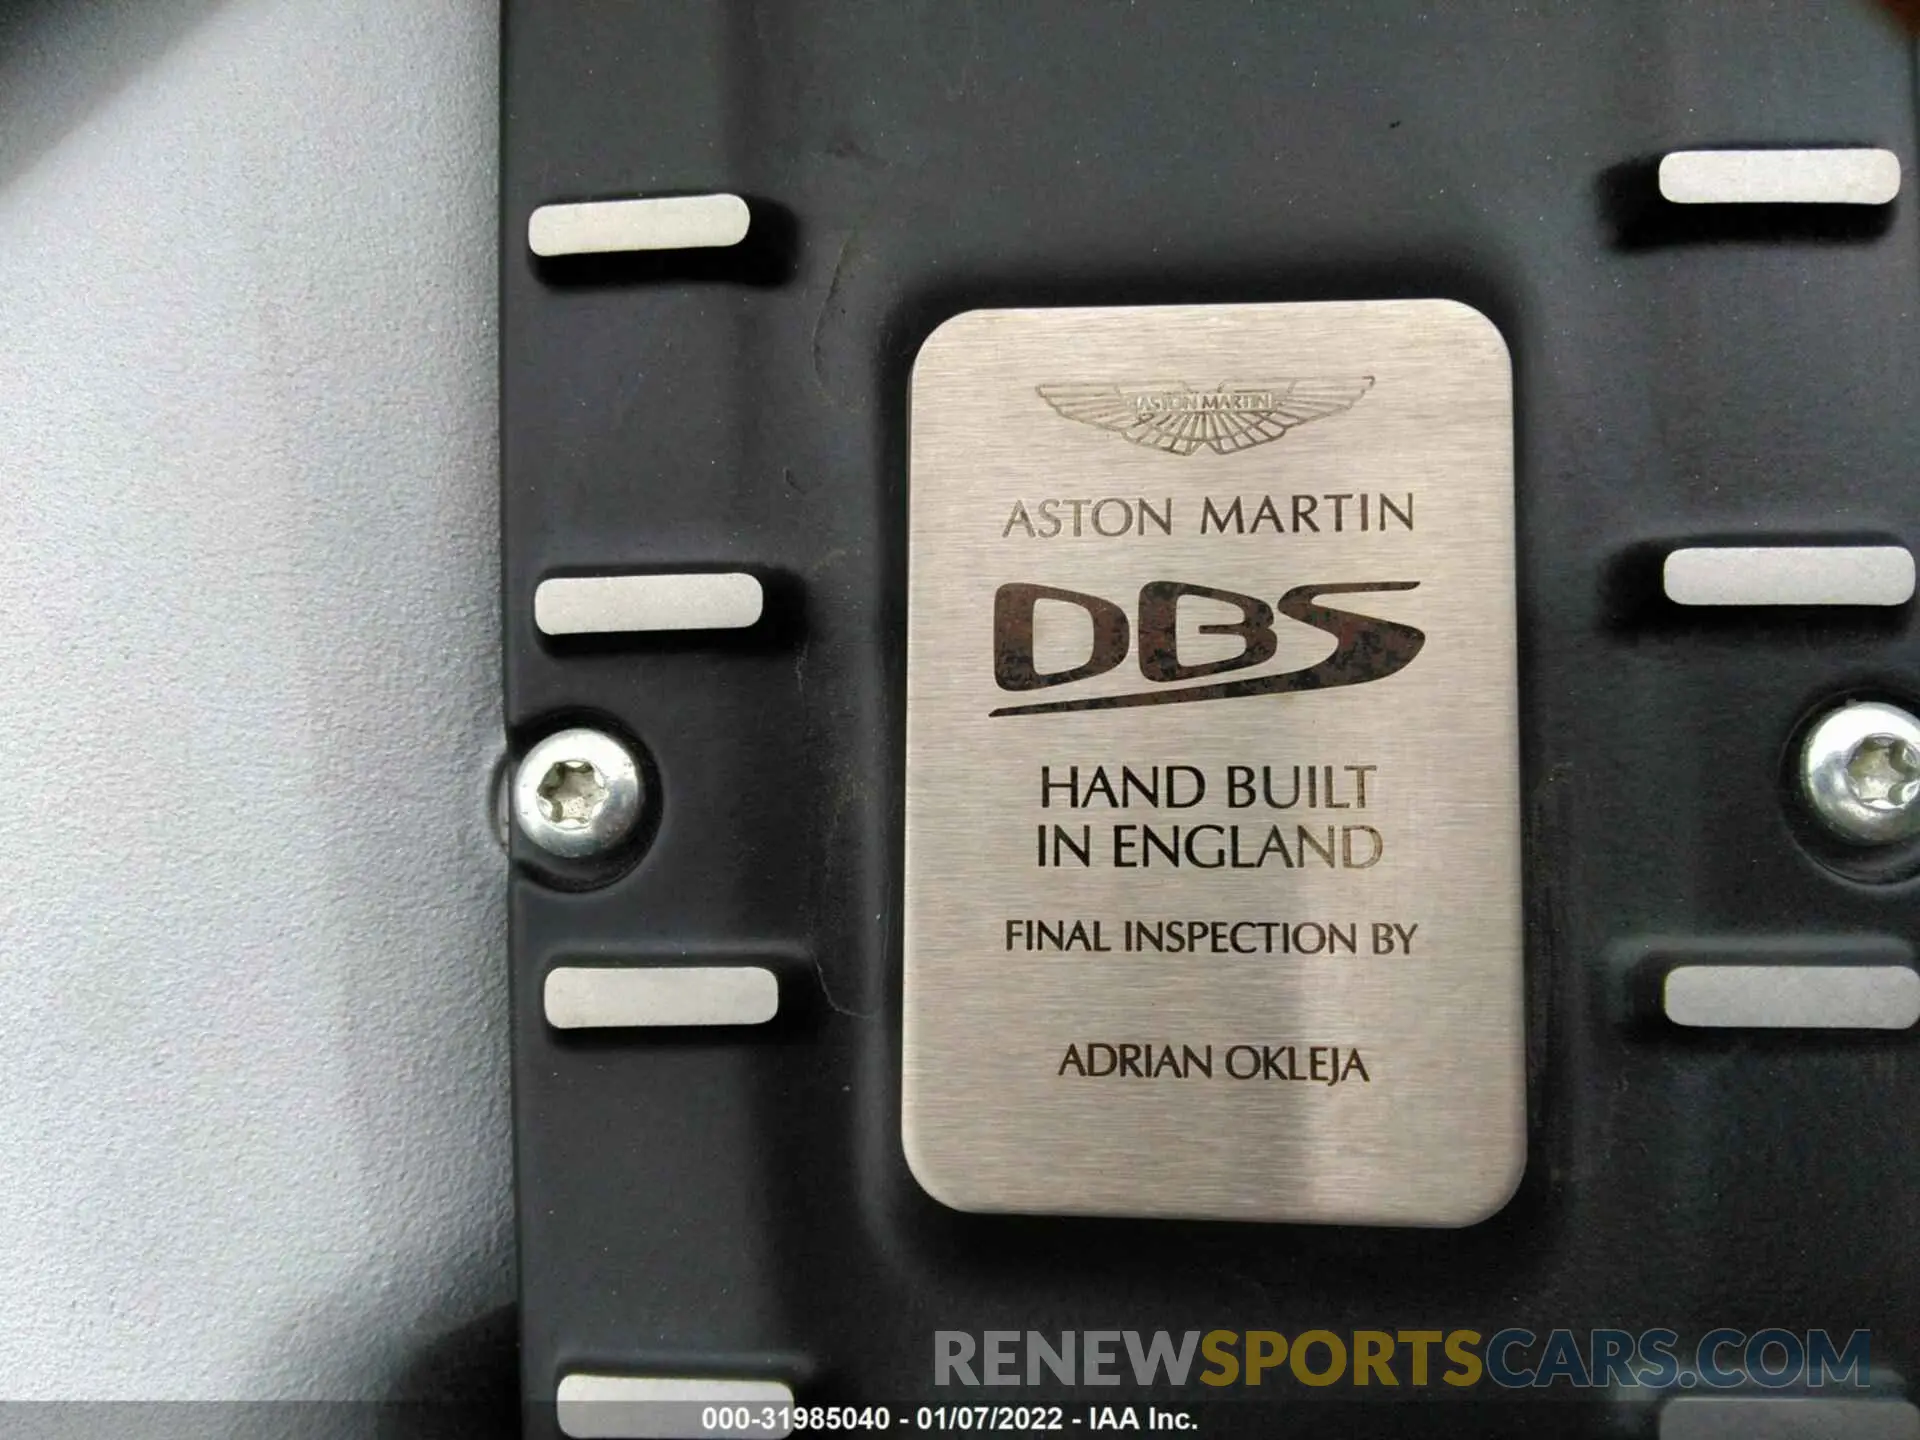 ASTON MARTIN
ASTON MARTIN
DBS
HAND BUILT
IN ENGLAND
FINAL INSPECTION BY
ADRIAN OKLEJA
RENEWSPORTSCARS.COM
000-31985040 - 01/07/2022 - IAA Inc.